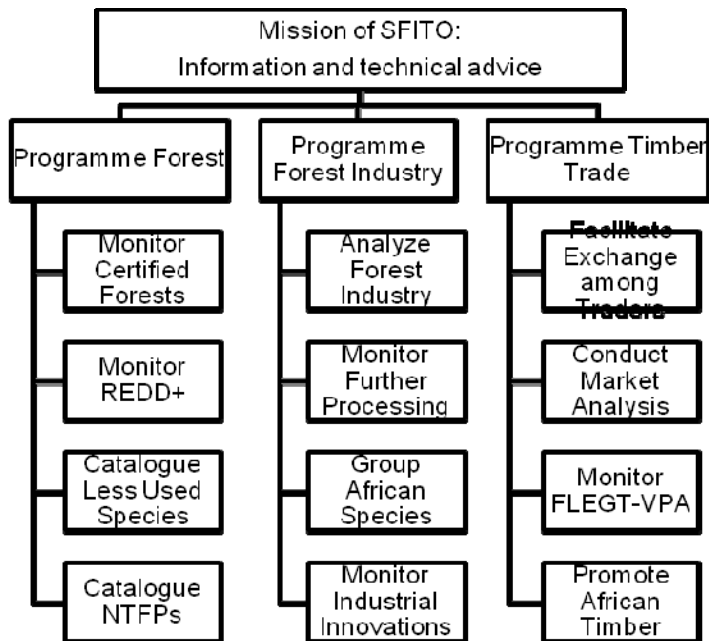 Mission of SFITO:
Information and technical advice
Programme Forest
Programme
Forest Industry
Programme Timber
Trade
Monitor
Certified
Forests
Monitor
REDD+
Catalogue
Less Used
Species
Catalogue
NTFPs
Analyze
Forest
Industry
Monitor
Further
Processing
Group
African
Species
Monitor
Industrial
Innovations
Facilitate
Exchange
among
Traders
Conduct
Market
Analysis
Monitor
FLEGT-VPA
Promote
African
Timber